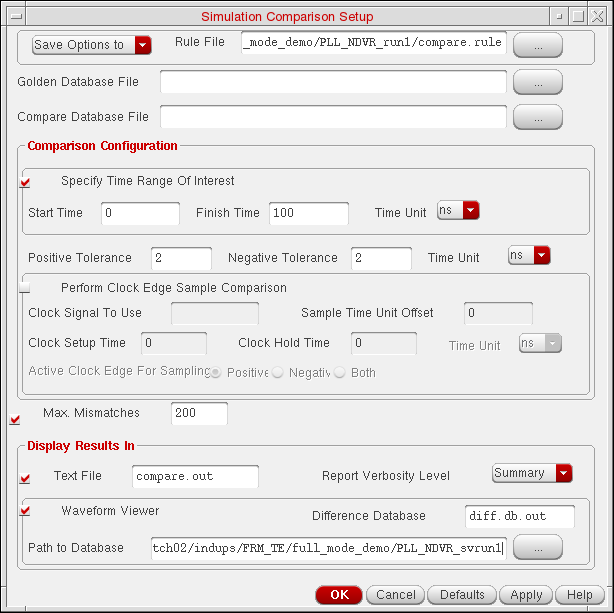 Simulation Comparison Setup
Save Options to Rule File _mode_demo/PLL_NDVR_run1/compare.rule ...
Golden Database File ...
Compare Database File ...
Comparison Configuration
Specify Time Range Of Interest
Start Time 0 Finish Time 100 Time Unit ns
Positive Tolerance 2 Negative Tolerance 2 Time Unit ns
Perform Clock Edge Sample Comparison
Clock Signal To Use Sample Time Unit Offset 0
Clock Setup Time 0 Clock Hold Time 0 Time Unit ns
Active Clock Edge For Sampling Positive Negativ Both
Max. Mismatches 200
Display Results In
Text File compare.out Report Verbosity Level Summary
Waveform Viewer Difference Database diff.db.out
Path to Database tch02/indups/FRM_TE/full_mode_demo/PLL_NDVR_svrun1 ...
OK Cancel Defaults Apply Help